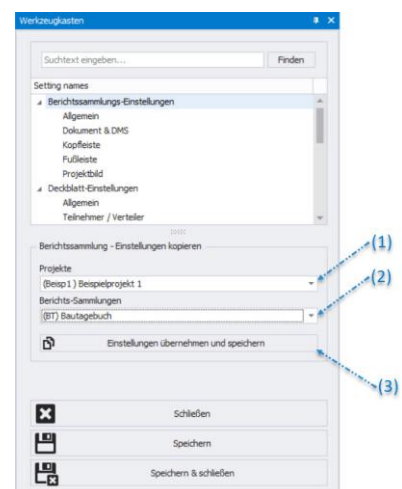 Werkzeugkasten
Suchtext eingeben... Finden
Setting names
Berichtssammlungs-Einstellungen
Allgemein
Dokument & DMS
Kopfleiste
Fußleiste
Projektbild
Deckblatt-Einstellungen
Allgemein
Teilnehmer / Verteiler
Berichtssammlung - Einstellungen kopieren
(1)
Projekte
(Beisp1 ) Beispielprojekt 1
(2)
Berichts-Sammlungen
(BT) Bautagebuch
Einstellungen übernehmen und speichern
(3)
Schließen
Speichern
Speichern & schließen